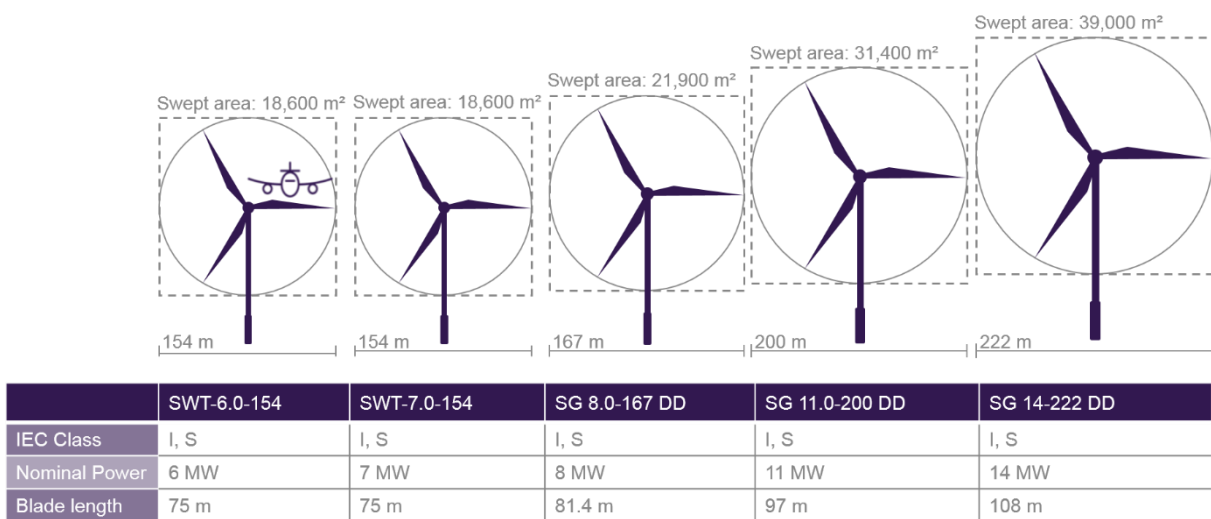 Swept area: 39,000 m²
Swept area: 31,400 m²
Swept area: 21,900 m²
Swept area: 18,600 m²
Swept area: 18,600 m²
154 m
154 m
167 m
200 m
222 m
SWT-6.0-154 SWT-7.0-154 SG 8.0-167 DD SG 11.0-200 DD SG 14-222 DD
IEC Class I, S I, S I, S I, S I, S
Nominal Power 6 MW 7 MW 8 MW 11 MW 14 MW
Blade length 75 m 75 m 81.4 m 97 m 108 m